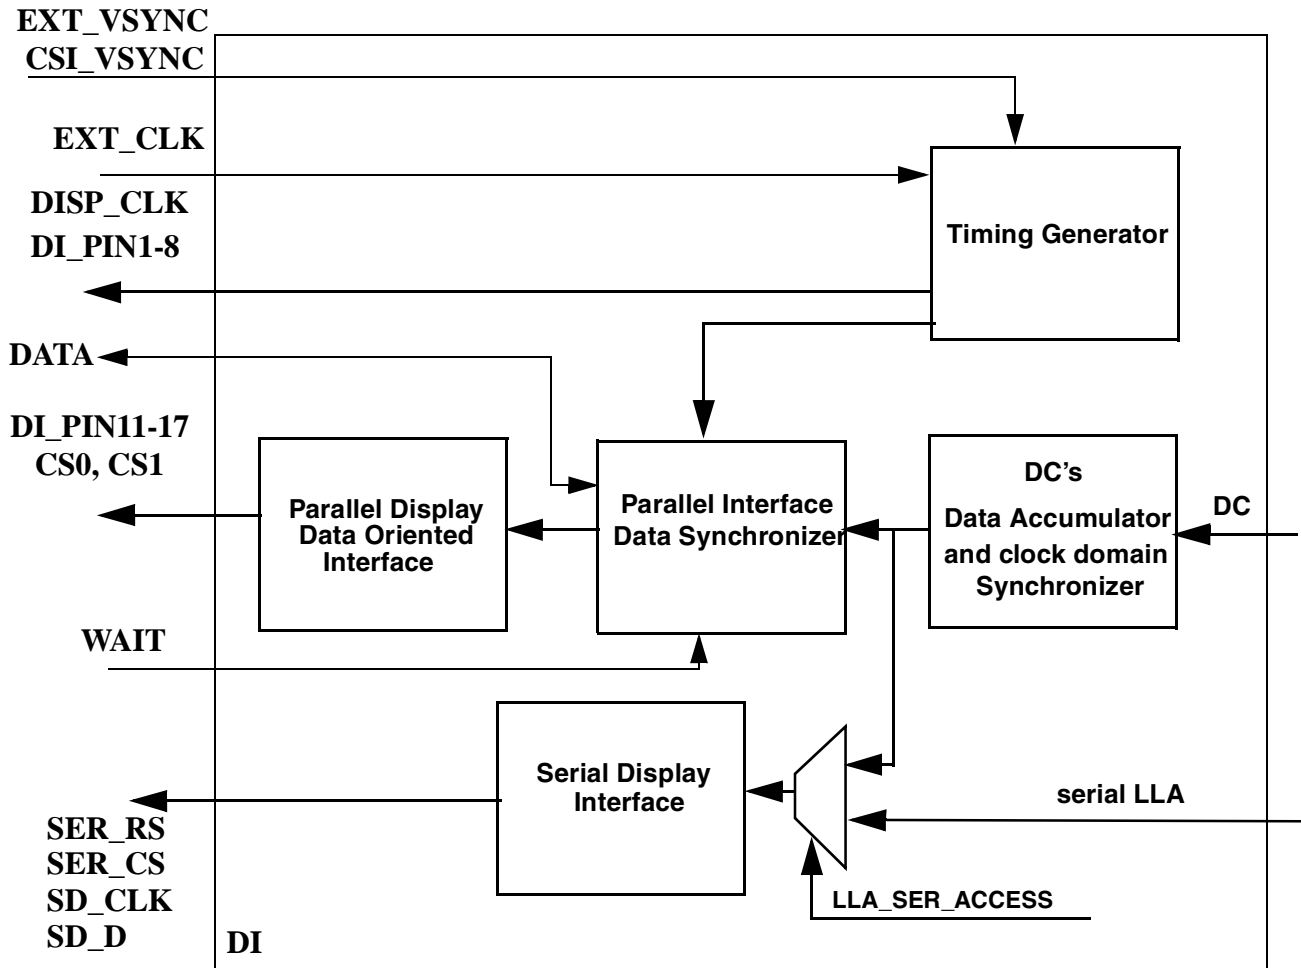 EXT_VSYNC
CSI_VSYNC
EXT_CLK
DISP_CLK
DI_PIN1-8
Timing Generator
DATA
DI_PIN11-17
CS0, CS1
Parallel Display
Data Oriented
Interface
Parallel Interface
Data Synchronizer
DC's
Data Accumulator
and clock domain
Synchronizer
DC
WAIT
Serial Display
Interface
serial LLA
LLA_SER_ACCESS
SER_RS
SER_CS
SD_CLK
SD_D
DI